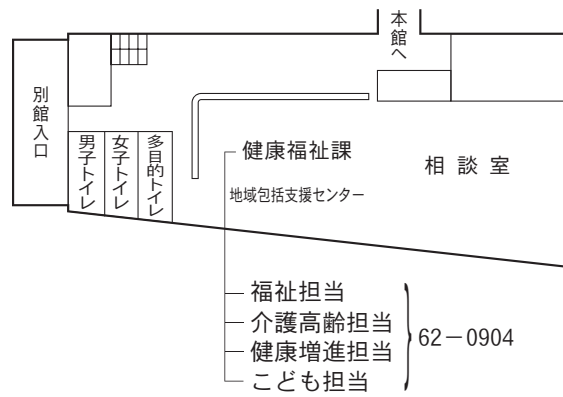 本館へ
別館入口
男子トイレ
女子トイレ
多目的トイレ
健康福祉課
相談室
地域包括支援センター
福祉担当
介護高齢担当
健康増進担当
こども担当
62－0904